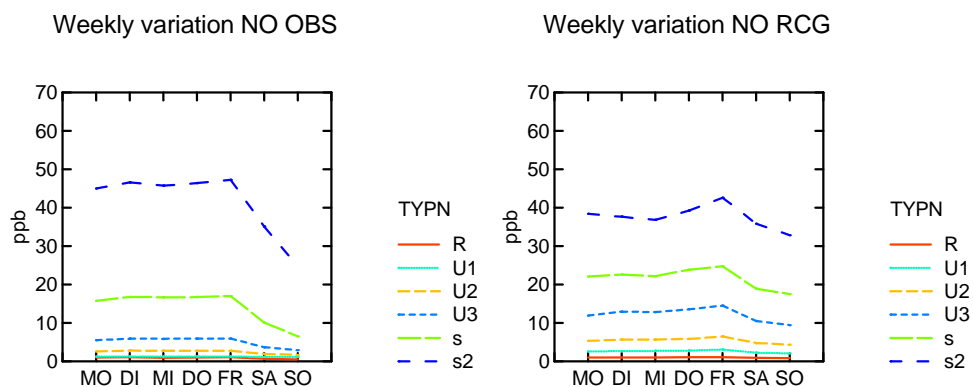 Weekly variation NO OBS
70
60
50
40
30
20
10
0
ppb
MO DI MI DO FR SA SO
TYPN
R
U1
U2
U3
s
s2
Weekly variation NO RCG
70
60
50
40
30
20
10
0
ppb
MO DI MI DO FR SA SO
TYPN
R
U1
U2
U3
s
s2